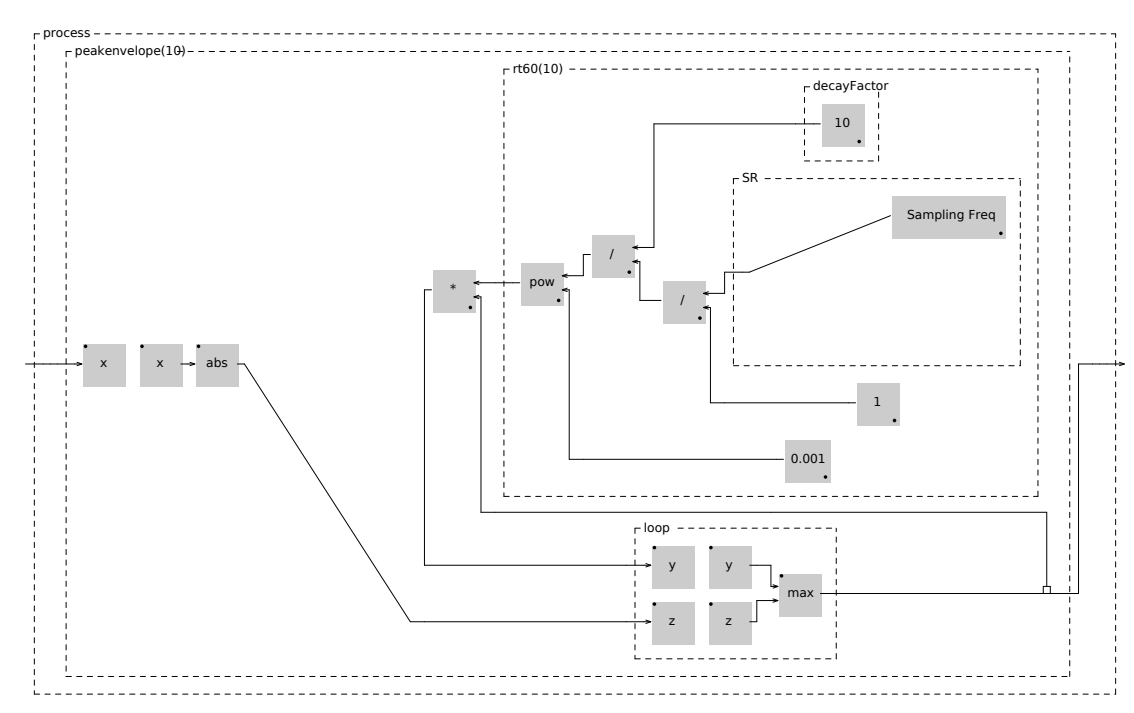 process
peakenvelope(10)
rt60(10)
decayFactor
10
SR
Sampling Freq
/
pow
*
/
x
x
abs
1
0.001
loop
y
y
max
z
z